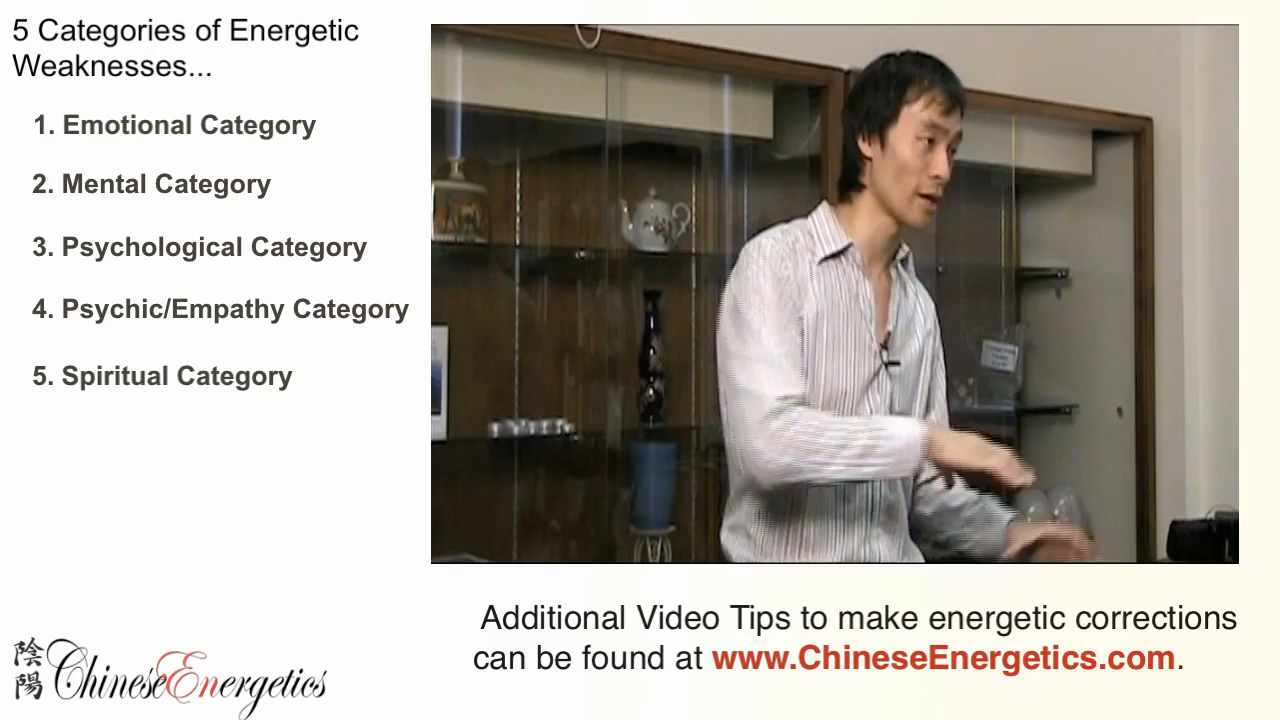 5 Categories of Energetic
Weaknesses...
1. Emotional Category
2. Mental Category
3. Psychological Category
4. Psychic/Empathy Category
5. Spiritual Category
Additional Video Tips to make energetic corrections
can be found at www.ChineseEnergetics.com.
陰陽 ChineseEnergetics